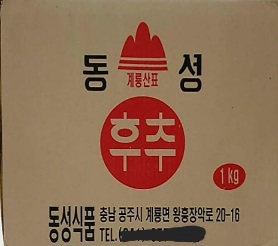 동 성
계룡산표
후추
1kg
동성식품 충남 공주시 계룡면 왕흥장악로 20-16
TEL.